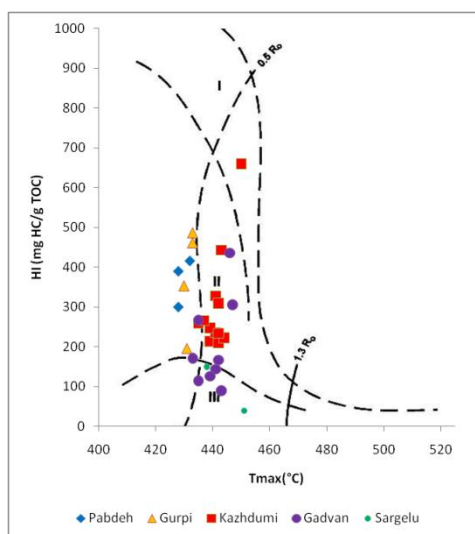 1000
900
800
700
600
500
400
300
200
100
0
HI (mg HC/g TOC)
I
0.5 Ro
II
III
1.3 Ro
400 420 440 460 480 500 520
Tmax(°C)
Pabdeh Gurpi Kazhdumi Gadvan Sargelu